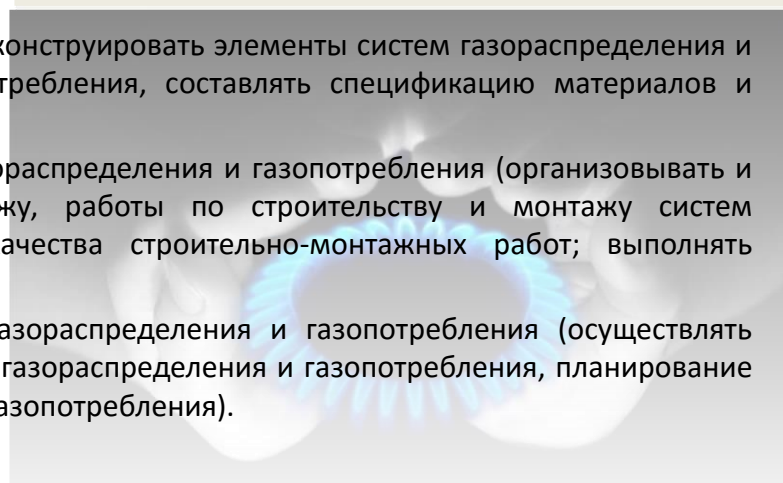 конструировать элементы систем газораспределения и
требления, составлять спецификацию материалов и
ораспределения и газопотребления (организовывать и
жу, работы по строительству и монтажу систем
ачества строительно-монтажных работ; выполнять
азораспределения и газопотребления (осуществлять
газораспределения и газопотребления, планирование
азопотребления).